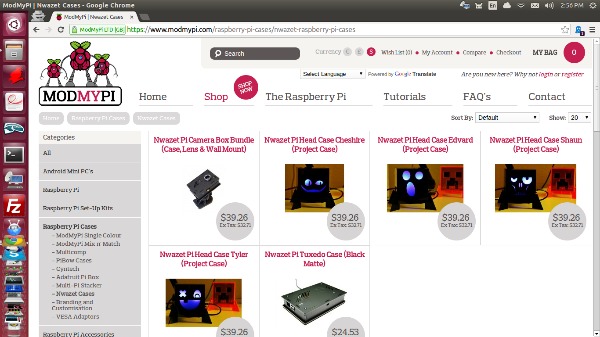 ModMyPi | Nwazet Cases - Google Chrome
2:56 PM
ModMyPi | Nwazet Cases
ModMyPi LTD [GB] https://www.modmypi.com/raspberry-pi-cases/nwazet-raspberry-pi-cases
Search
Currency £ € $ Wish List (0) My Account Compare Checkout MY BAG 0
Select Language Powered by Google Translate Are you new here? Why not login or register
MODMYPI
SHOP NOW
Home Shop The Raspberry Pi Tutorials FAQ's Contact
Home Raspberry Pi Cases Nwazet Cases
Sort By: Default Show: 20
Categories
All
Android Mini PC's
Raspberry Pi
Raspberry Pi Set-Up Kits
Raspberry Pi Cases
- ModMyPi Single Colour
- ModMyPi Mix n' Match
- Multicomp
- PiBow Cases
- Cyntech
- Adafruit Pi Box
- Multi-Pi Stacker
- Nwazet Cases
- Branding and
Customisation
- VESA Adaptors
Raspberry Pi Accessories
Nwazet Pi Camera Box Bundle
(Case, Lens & Wall Mount)
$39.26
Ex Tax: $32.71
Nwazet Pi Head Case Cheshire
(Project Case)
$39.26
Ex Tax: $32.71
Nwazet Pi Head Case Edvard
(Project Case)
$39.26
Ex Tax: $32.71
Nwazet Pi Head Case Shaun
(Project Case)
$39.26
Ex Tax: $32.71
Nwazet Pi Head Case Tyler
(Project Case)
$39.26
Nwazet Pi Tuxedo Case (Black
Matte)
$24.53